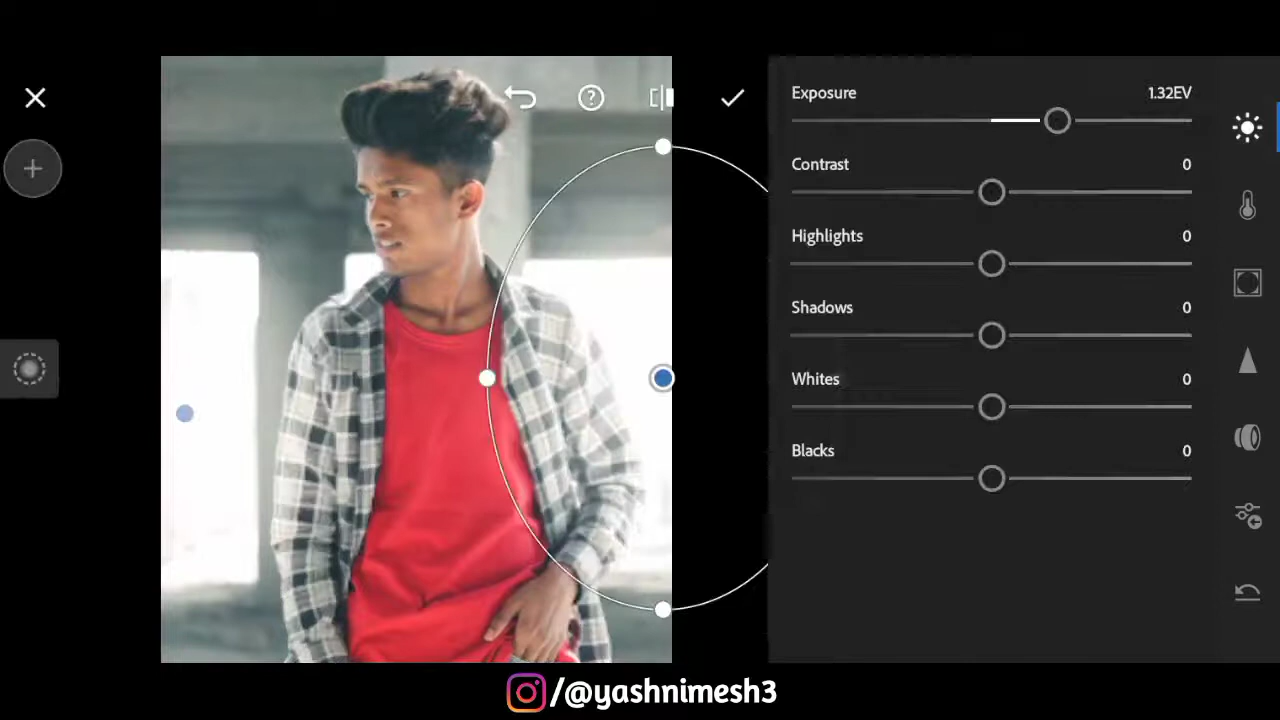 Exposure 1.32EV
Contrast 0
Highlights 0
Shadows 0
Whites 0
Blacks 0
/@yashnimesh3